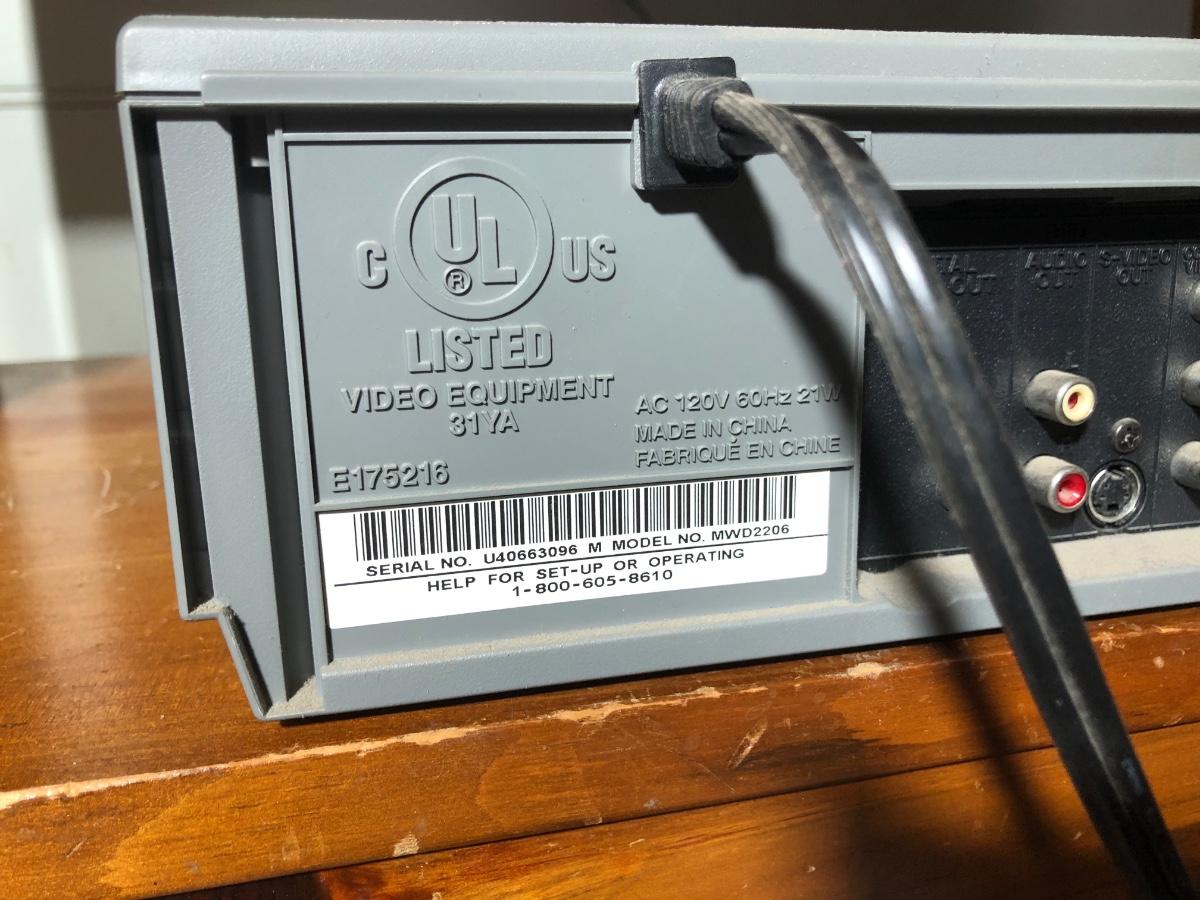 C UL® US
LISTED
VIDEO EQUIPMENT
31YA
E175216
AC 120V 60Hz 21W
MADE IN CHINA
FABRIQUÉ EN CHINE
SERIAL NO. U40663096 M MODEL NO. MWD2206
HELP FOR SET-UP OR OPERATING
1-800-605-8610
OUT
AUDIO
OUT
S-VIDEO
OUT